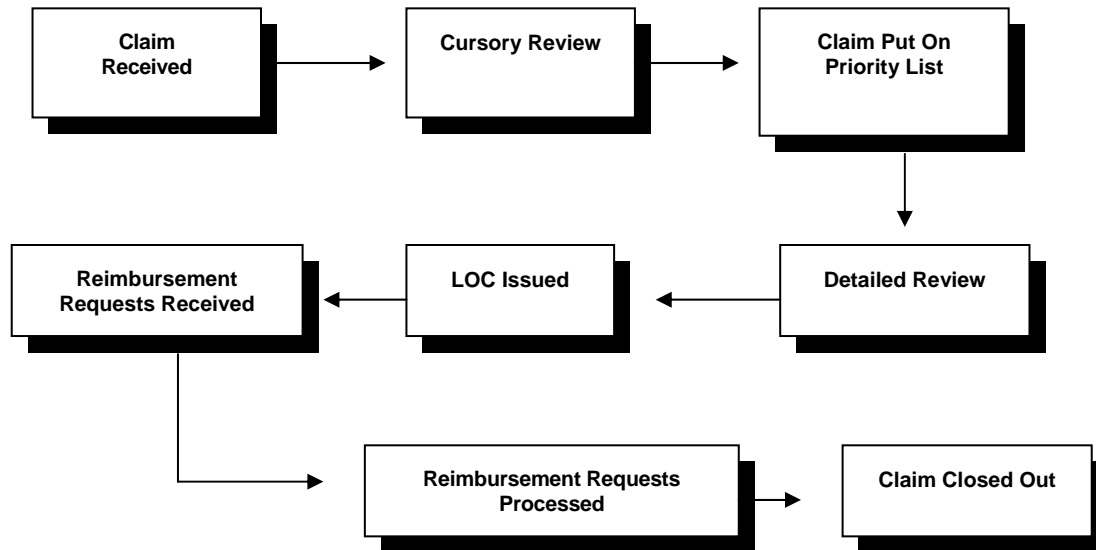 Claim
Received
Cursory Review
Claim Put On
Priority List
Detailed Review
LOC Issued
Reimbursement
Requests Received
Reimbursement Requests
Processed
Claim Closed Out